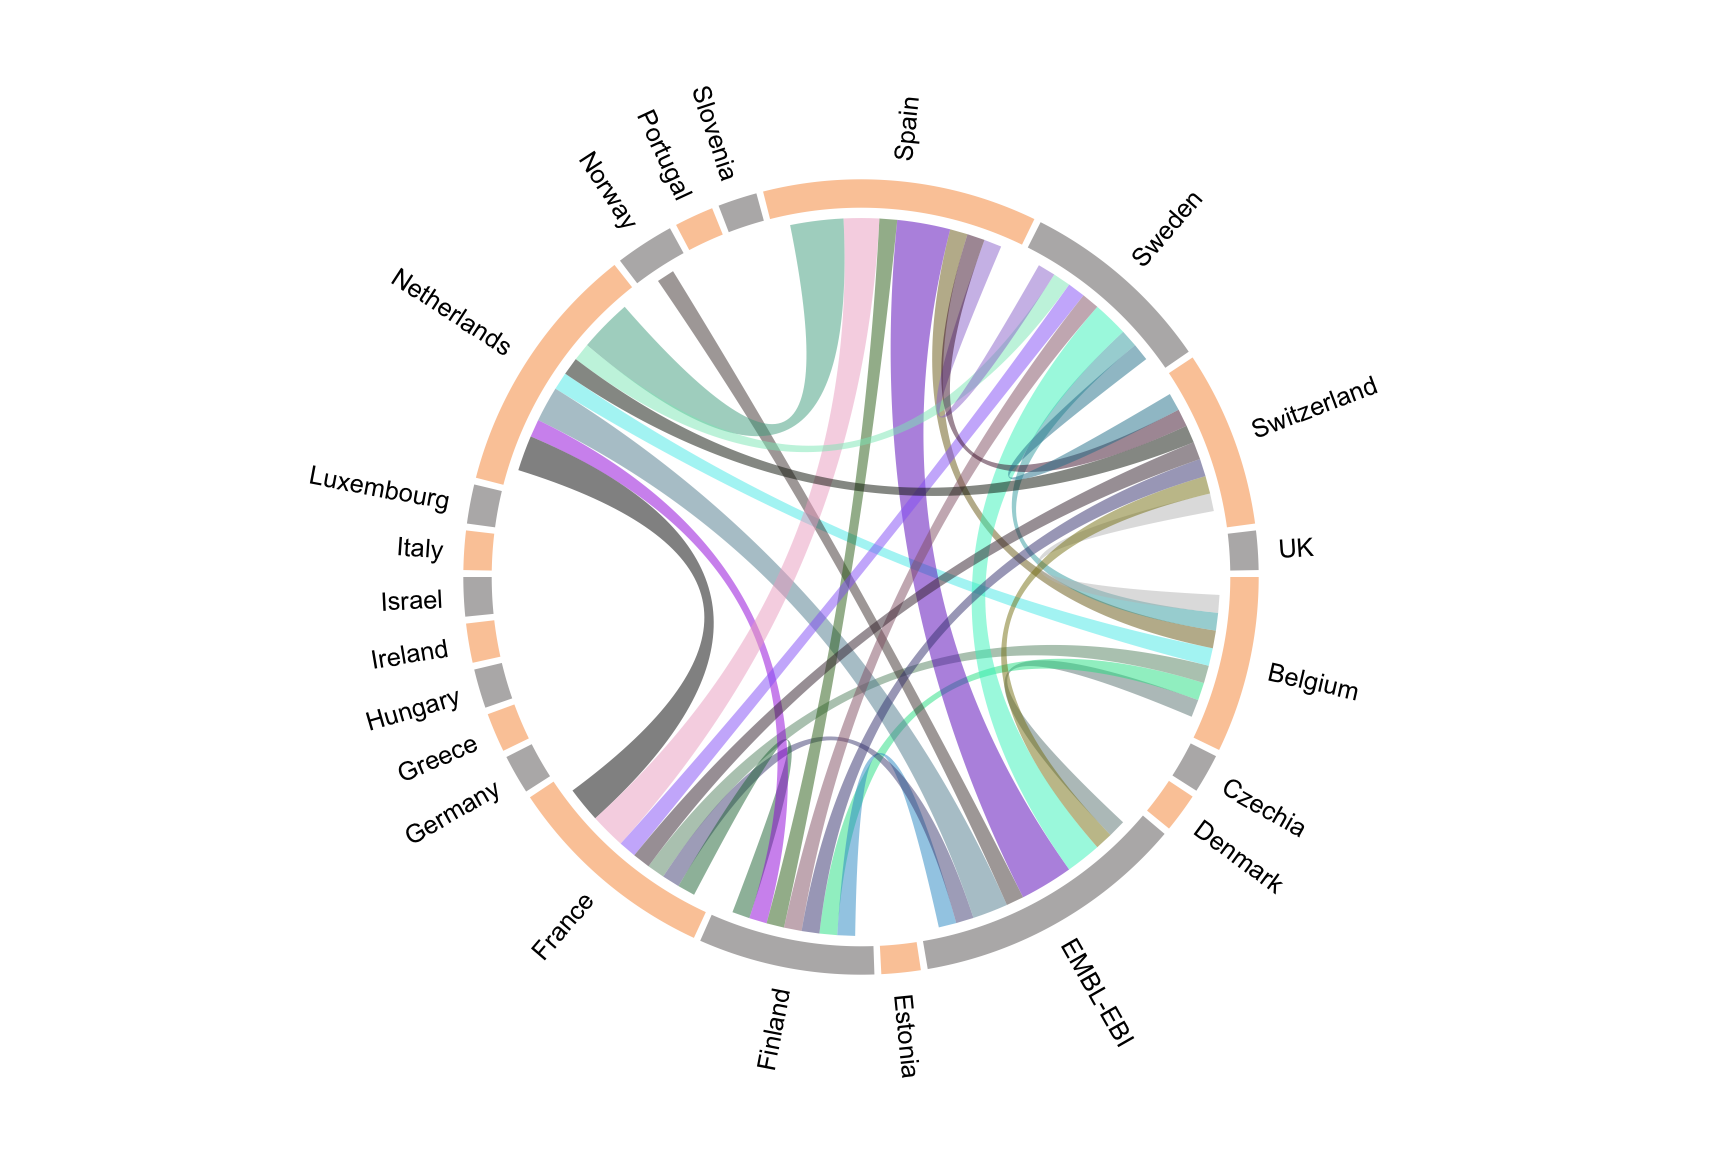 Spain
Sweden
Switzerland
UK
Belgium
Czechia
Denmark
EMBL-EBI
Estonia
Finland
France
Germany
Greece
Hungary
Ireland
Israel
Italy
Luxembourg
Netherlands
Norway
Portugal
Slovenia